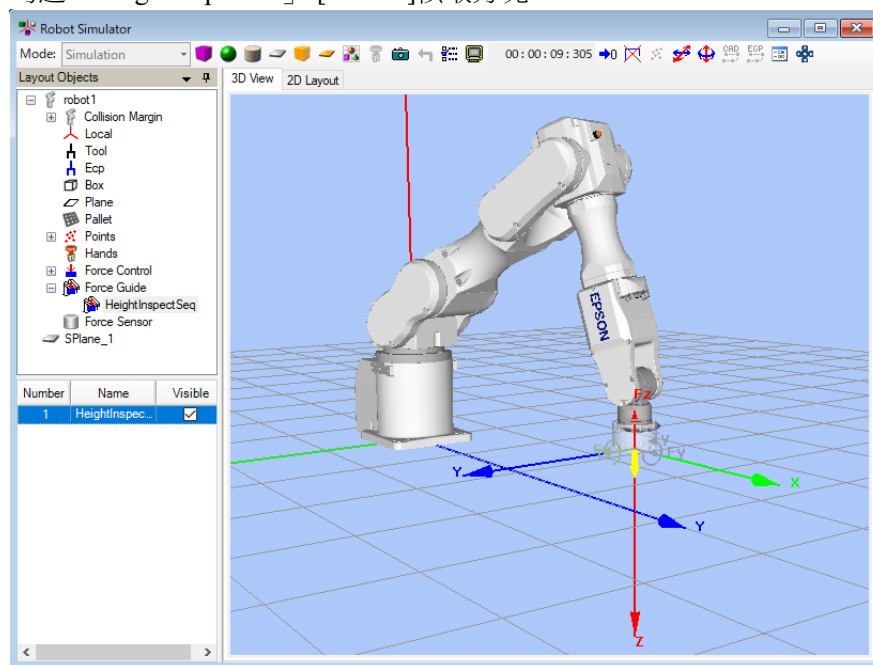 Robot Simulator
Mode: Simulation 00:00:09:305
Layout Objects
3D View 2D Layout
robot1
Collision Margin
Local
Tool
Ecp
Box
Plane
Pallet
Points
Hands
Force Control
Force Guide
HeightInspectSeq
Force Sensor
SPlane_1
Number Name Visible
1 HeightInspec...
EPSON
Fz
Fy
X
Y
Y
Z